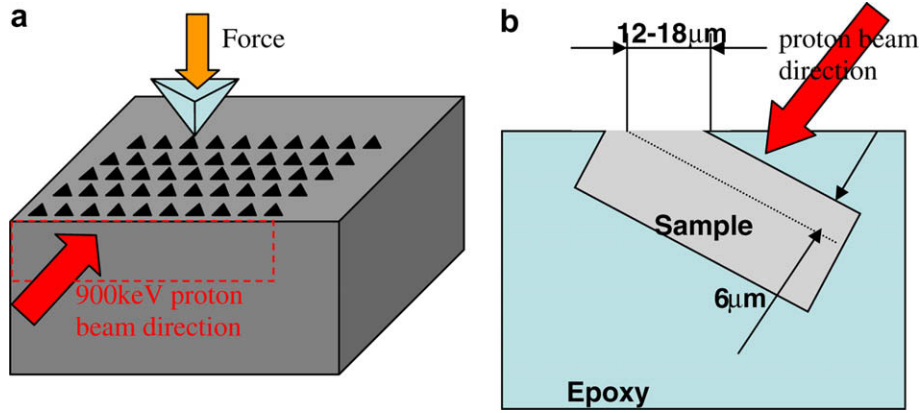 a
Force
900keV proton
beam direction
b
12-18μm
proton beam
direction
Sample
6μm
Epoxy